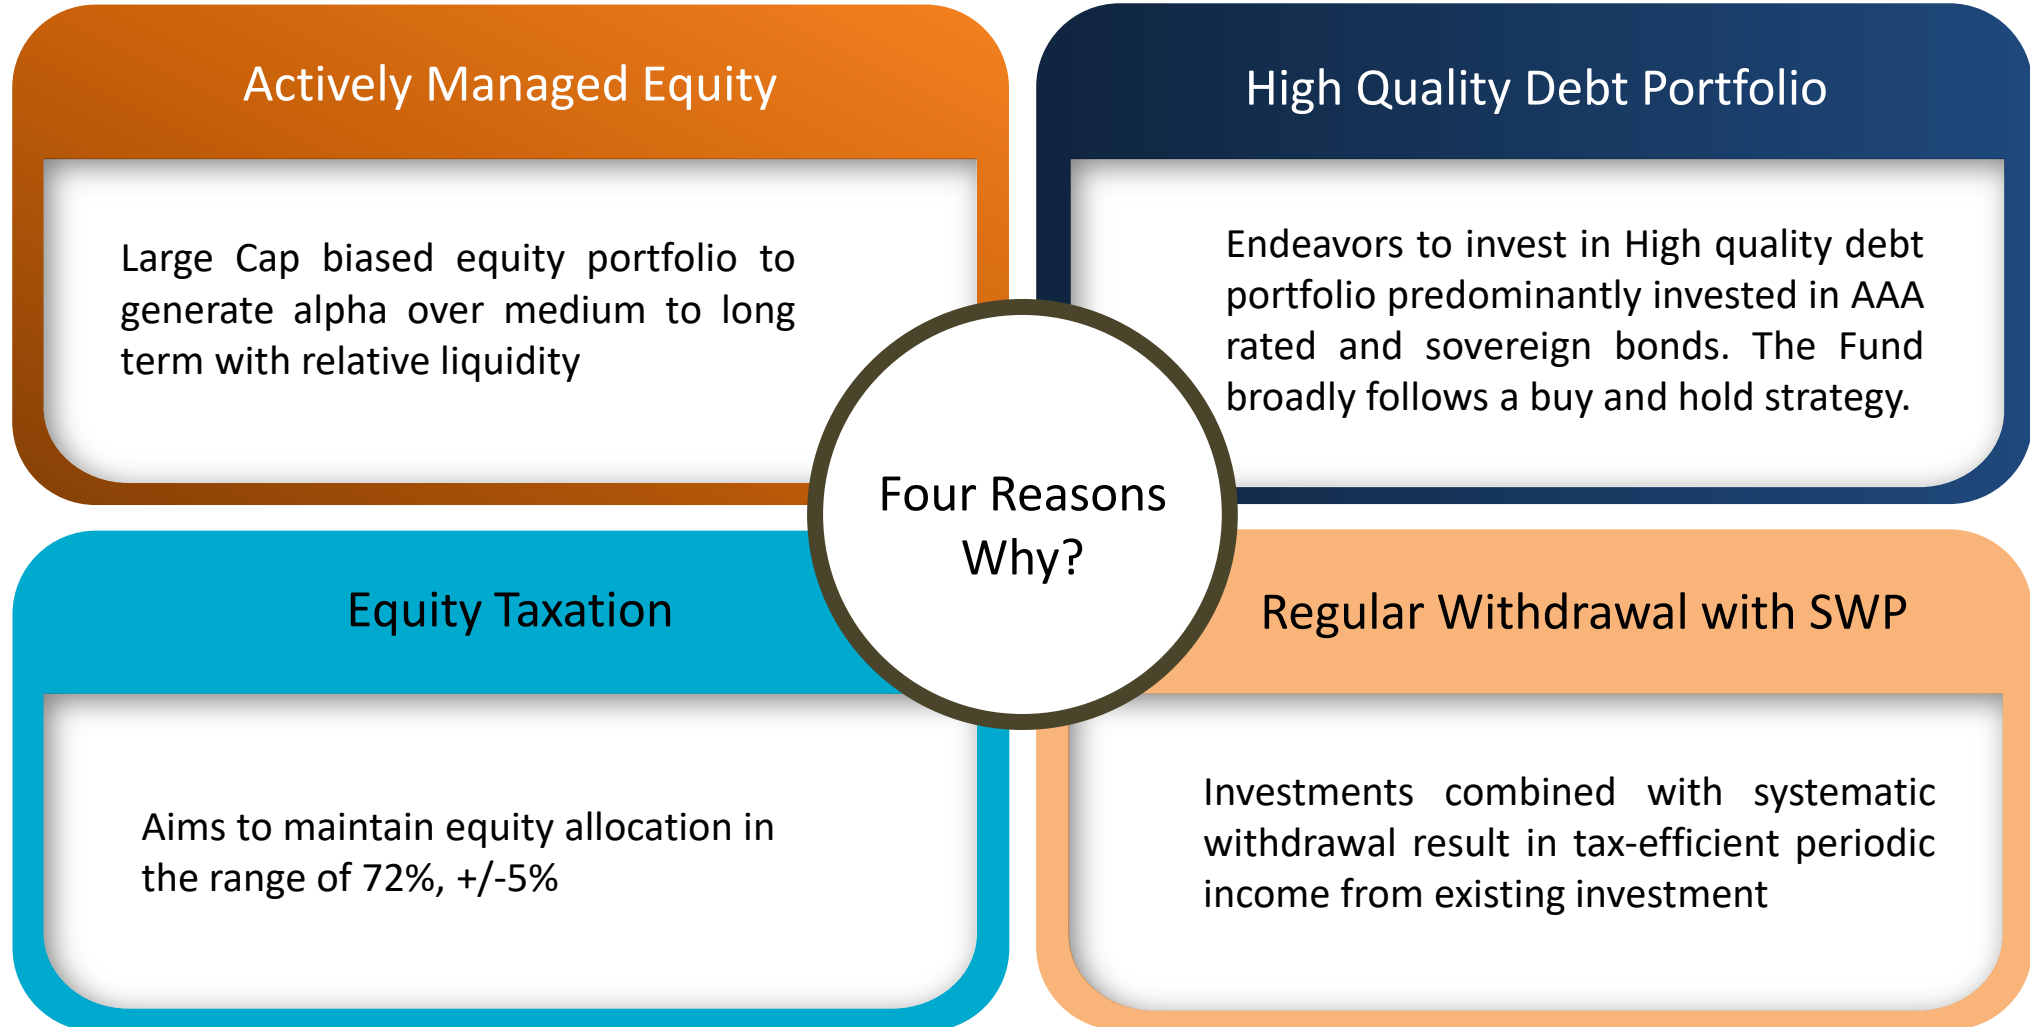 Actively Managed Equity
Large Cap biased equity portfolio to
generate alpha over medium to long
term with relative liquidity
High Quality Debt Portfolio
Endeavors to invest in High quality debt
portfolio predominantly invested in AAA
rated and sovereign bonds. The Fund
broadly follows a buy and hold strategy.
Four Reasons
Why?
Equity Taxation
Aims to maintain equity allocation in
the range of 72%, +/-5%
Regular Withdrawal with SWP
Investments combined with systematic
withdrawal result in tax-efficient periodic
income from existing investment